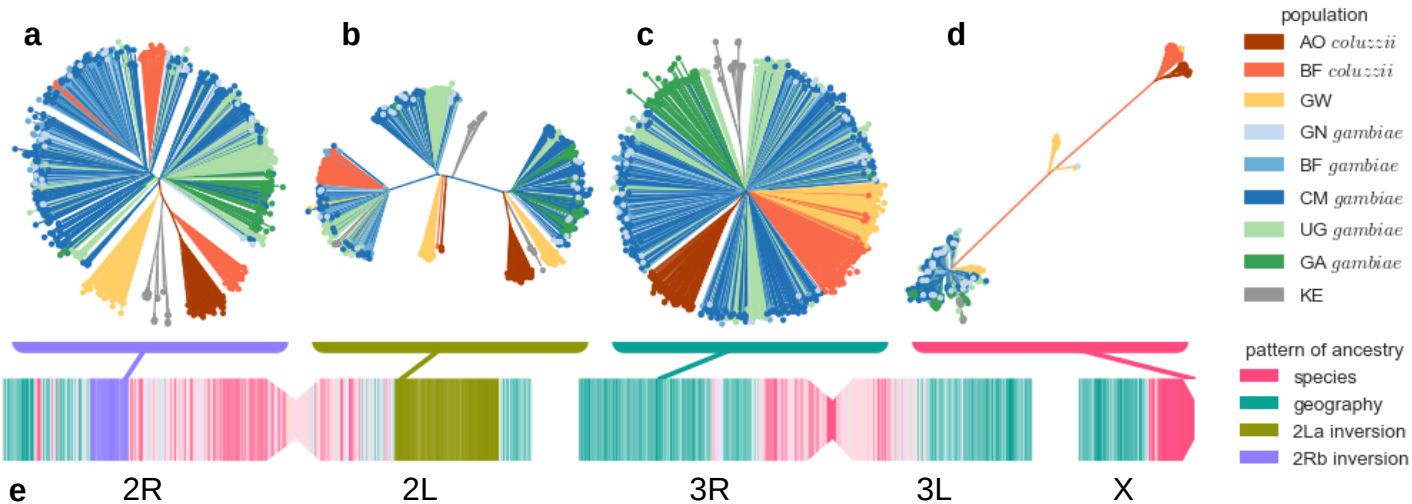 a
b
c
d
population
AO coluzzii
BF coluzzii
GW
GN gambiae
BF gambiae
CM gambiae
UG gambiae
GA gambiae
KE
pattern of ancestry
species
geography
2La inversion
2Rb inversion
e
2R
2L
3R
3L
X